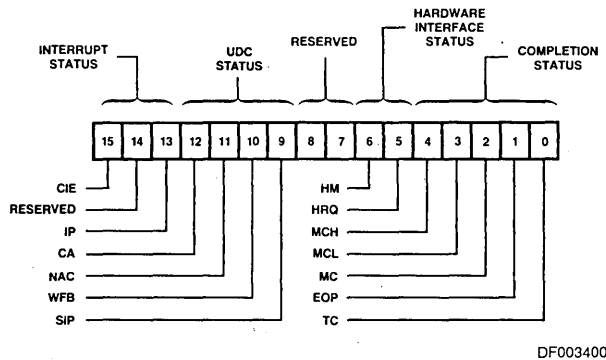 HARDWARE
INTERFACE
STATUS
INTERRUPT
STATUS
UDC
STATUS
RESERVED
COMPLETION
STATUS
15 14 13 12 11 10 9 8 7 6 5 4 3 2 1 0
CIE
RESERVED
IP
CA
NAC
WFB
SIP
HM
HRQ
MCH
MCL
MC
EOP
TC
DF003400